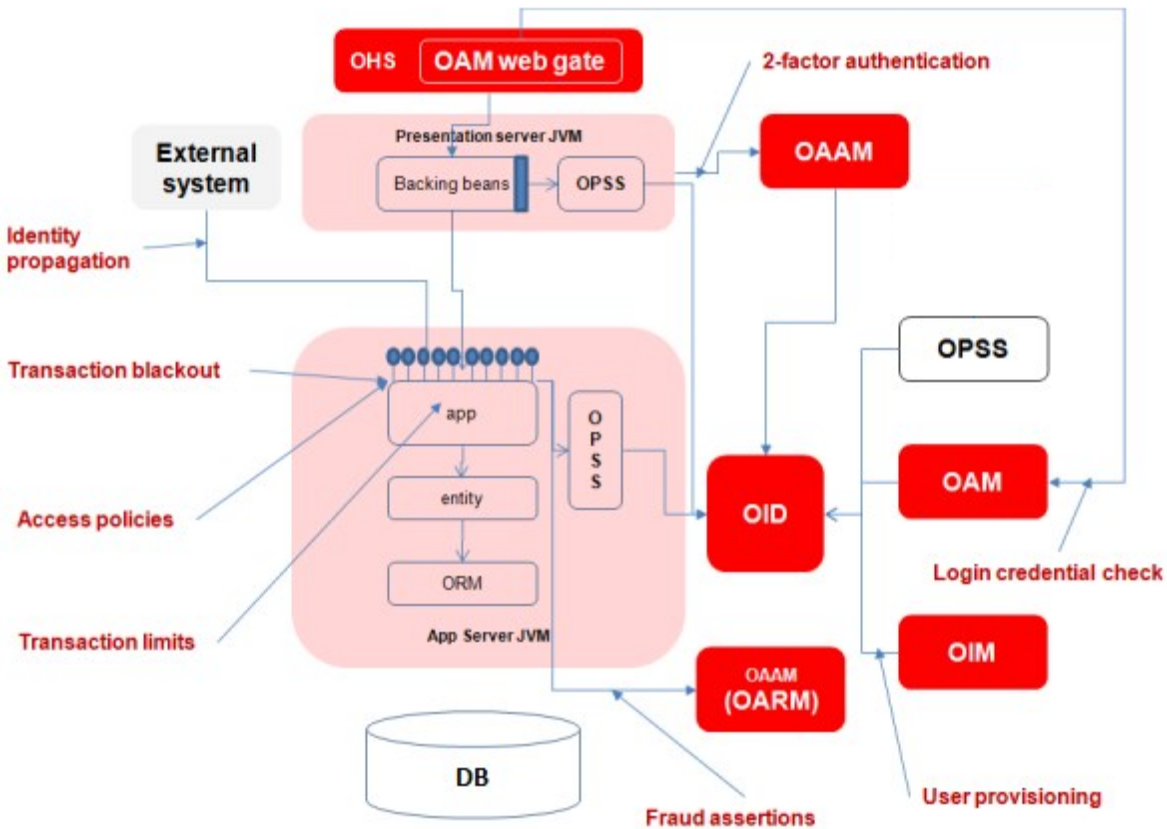 OHS OAM web gate
2-factor authentication
Presentation server JVM
External
system
Backing beans
OPSS
OAAM
Identity
propagation
Transaction blackout
OPSS
app
O
P
S
S
entity
OAM
Access policies
OID
Login credential check
ORM
Transaction limits
App Server JVM
OIM
OAAM
(OARM)
DB
User provisioning
Fraud assertions